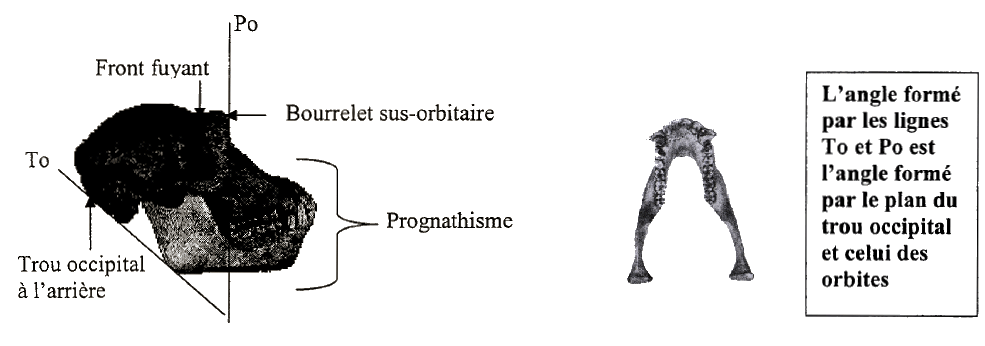 Po
Front fuyant
Bourrelet sus-orbitaire
To
Prognathisme
Trou occipital
à l'arrière
L'angle formé
par les lignes
To et Po est
l'angle formé
par le plan du
trou occipital
et celui des
orbites